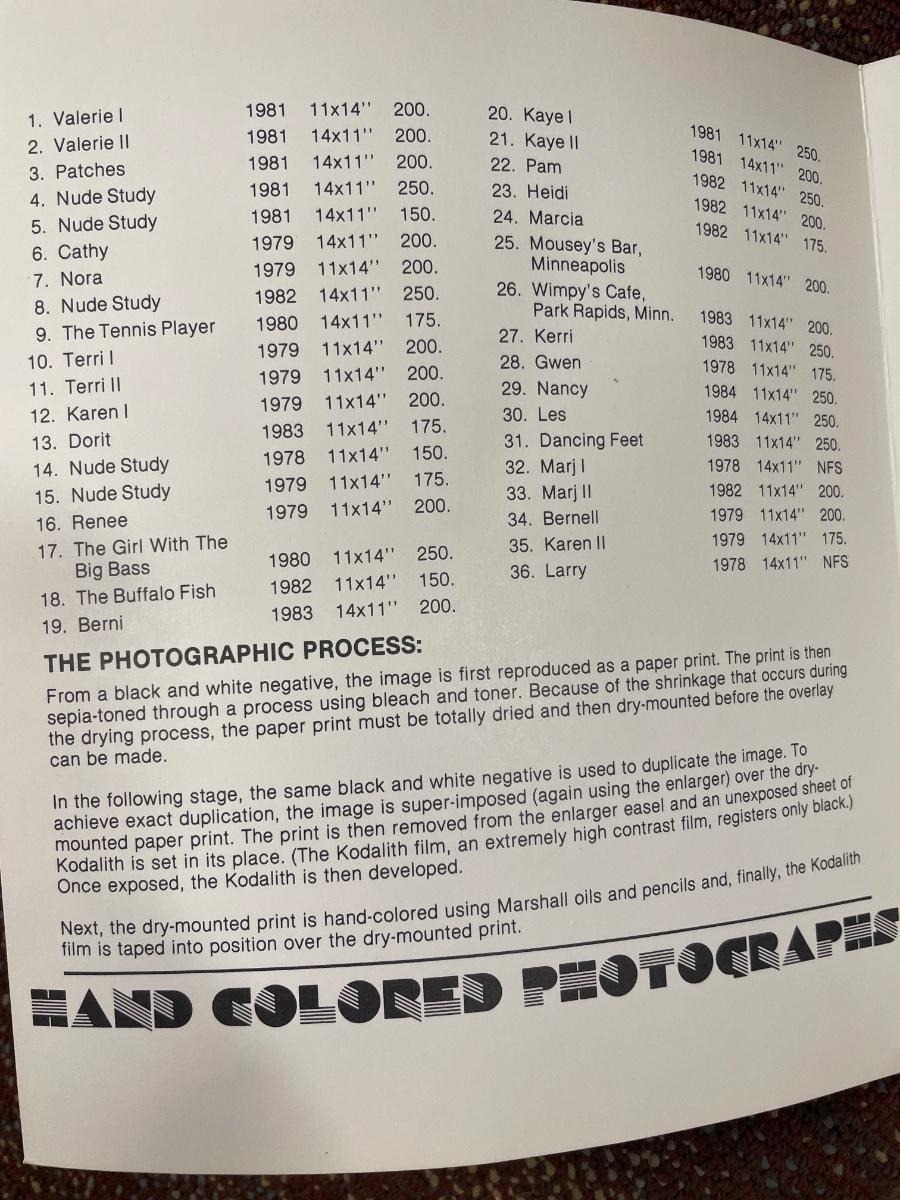 1. Valerie I 1981 11x14'' 200.
2. Valerie II 1981 14x11'' 200.
3. Patches 1981 14x11'' 200.
4. Nude Study 1981 14x11'' 250.
5. Nude Study 1981 14x11'' 150.
6. Cathy 1979 14x11'' 200.
7. Nora 1979 11x14'' 200.
8. Nude Study 1982 14x11'' 250.
9. The Tennis Player 1980 14x11'' 175.
10. Terri I 1979 11x14'' 200.
11. Terri II 1979 11x14'' 200.
12. Karen I 1979 11x14'' 200.
13. Dorit 1983 11x14'' 175.
14. Nude Study 1978 11x14'' 150.
15. Nude Study 1979 11x14'' 175.
16. Renee 1979 11x14'' 200.
17. The Girl With The
Big Bass 1980 11x14'' 250.
18. The Buffalo Fish 1982 11x14'' 150.
19. Berni 1983 14x11'' 200.
20. Kaye I 1981 11x14'' 250.
21. Kaye II 1981 14x11'' 200.
22. Pam 1982 11x14'' 250.
23. Heidi 1982 11x14'' 200.
24. Marcia 1982 11x14'' 175.
25. Mousey's Bar,
Minneapolis 1980 11x14'' 200.
26. Wimpy's Cafe,
Park Rapids, Minn. 1983 11x14'' 200.
27. Kerri 1983 11x14'' 250.
28. Gwen 1978 11x14'' 175.
29. Nancy 1984 11x14'' 250.
30. Les 1984 14x11'' 250.
31. Dancing Feet 1983 11x14'' 250.
32. Marj I 1978 14x11'' NFS
33. Marj II 1982 11x14'' 200.
34. Bernell 1979 11x14'' 200.
35. Karen II 1979 14x11'' 175.
36. Larry 1978 14x11'' NFS
THE PHOTOGRAPHIC PROCESS:
From a black and white negative, the image is first reproduced as a paper print. The print is then
sepia-toned through a process using bleach and toner. Because of the shrinkage that occurs during
the drying process, the paper print must be totally dried and then dry-mounted before the overlay
can be made.
In the following stage, the same black and white negative is used to duplicate the image. To
achieve exact duplication, the image is super-imposed (again using the enlarger) over the dry-
mounted paper print. The print is then removed from the enlarger easel and an unexposed sheet of
Kodalith is set in its place. (The Kodalith film, an extremely high contrast film, registers only black.)
Once exposed, the Kodalith is then developed.
Next, the dry-mounted print is hand-colored using Marshall oils and pencils and, finally, the Kodalith
film is taped into position over the dry-mounted print.
HAND COLORED PHOTOGRAPHS